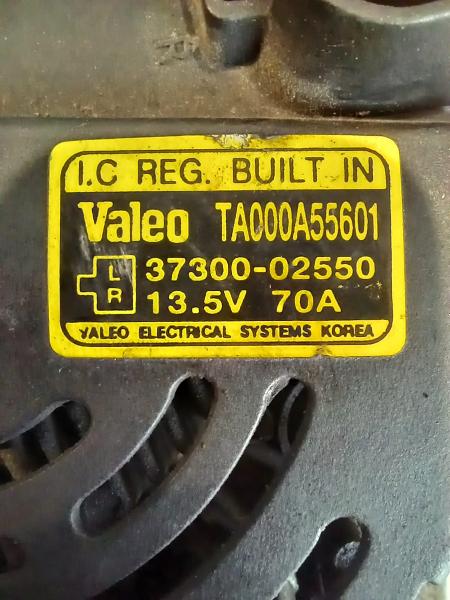 I.C REG. BUILT IN
Valeo TA000A55601
L 37300-02550
R 13.5V 70A
VALEO ELECTRICAL SYSTEMS KOREA